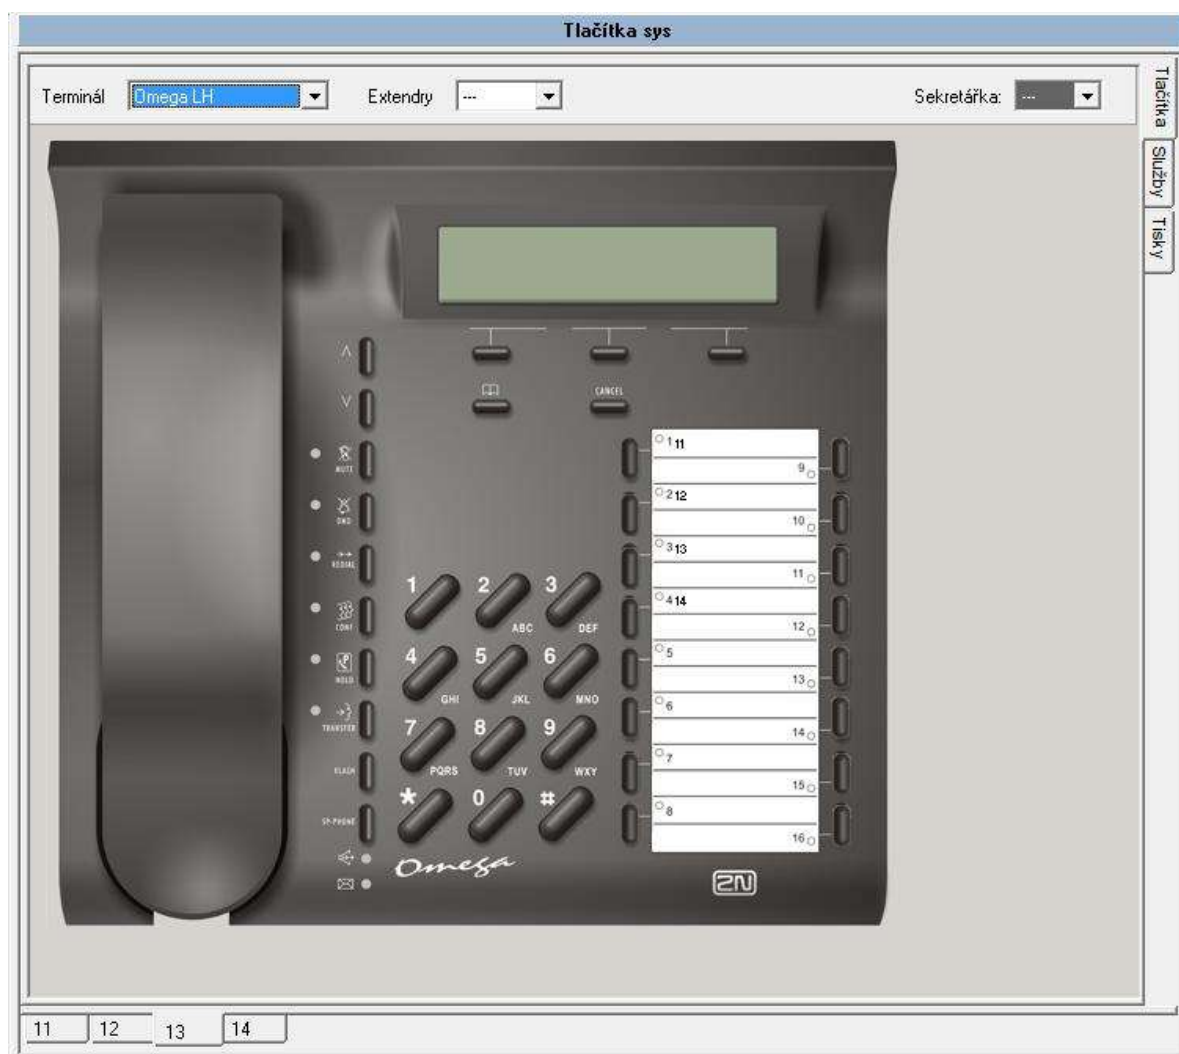 Tlačítka sys
Terminál Omega LH Extendry --- Sekretářka: ---
Tlačítka
Služby
Tisky
CANCEL
MUTE
DND
REDIAL
CONF
HOLD
TRANSFER
FLASH
SP-PHONE
1
2 ABC
3 DEF
4 GHI
5 JKL
6 MNO
7 PQRS
8 TUV
9 WXY
*
0
#
1 11
9
2 12
10
3 13
11
4 14
12
5
13
6
14
7
15
8
16
Omega
2N
11 12 13 14